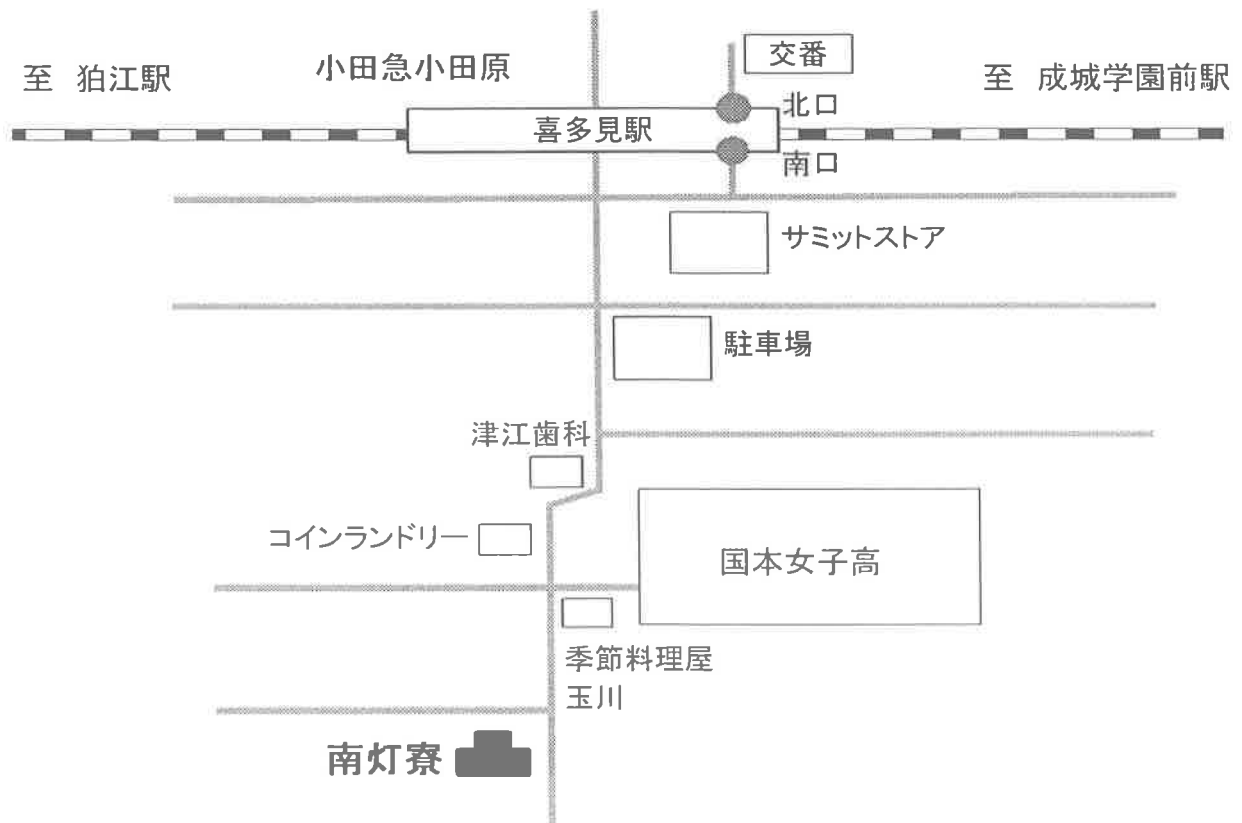 交番
小田急小田原
至 狛江駅
至 成城学園前駅
北口
喜多見駅
南口
サミットストア
駐車場
津江歯科
コインランドリー
国本女子高
季節料理屋
玉川
南灯寮